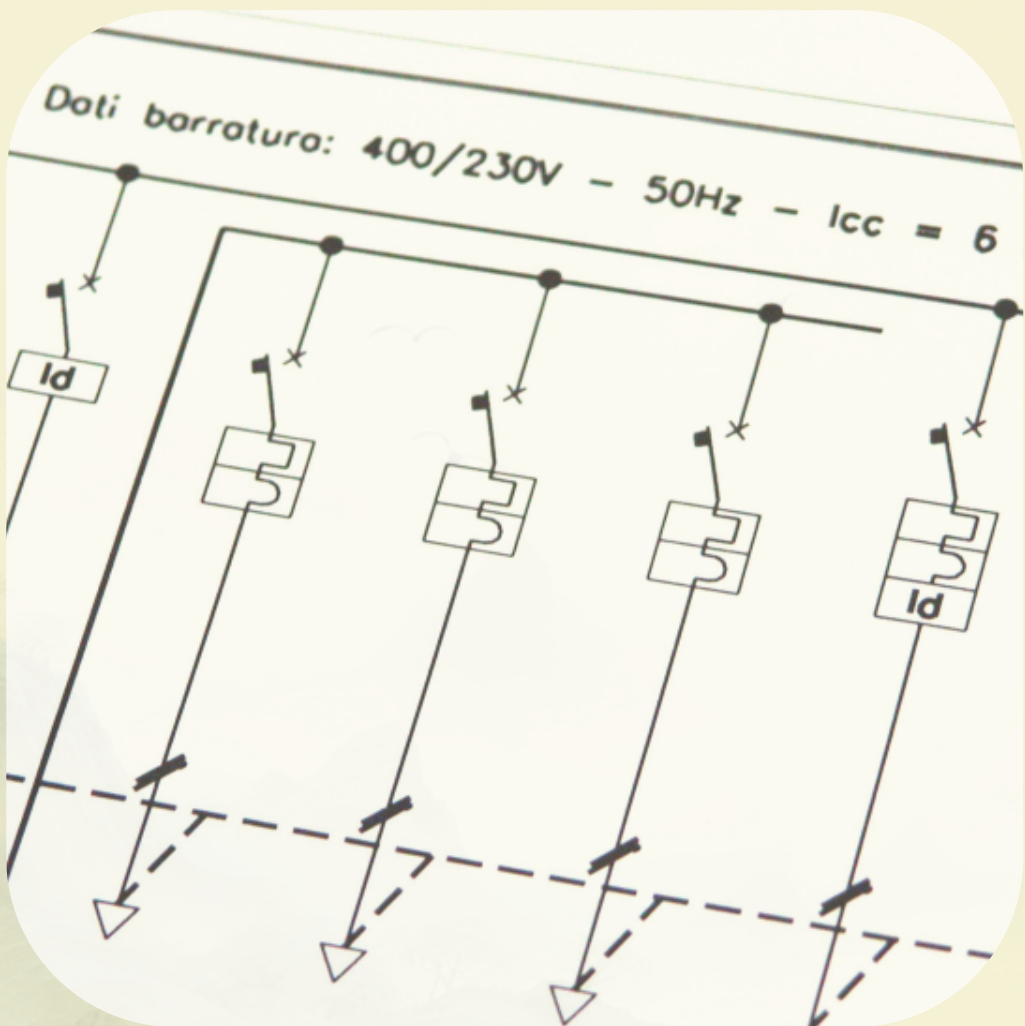 Dati barratura: 400/230V - 50Hz - Icc = 6
Id
Id